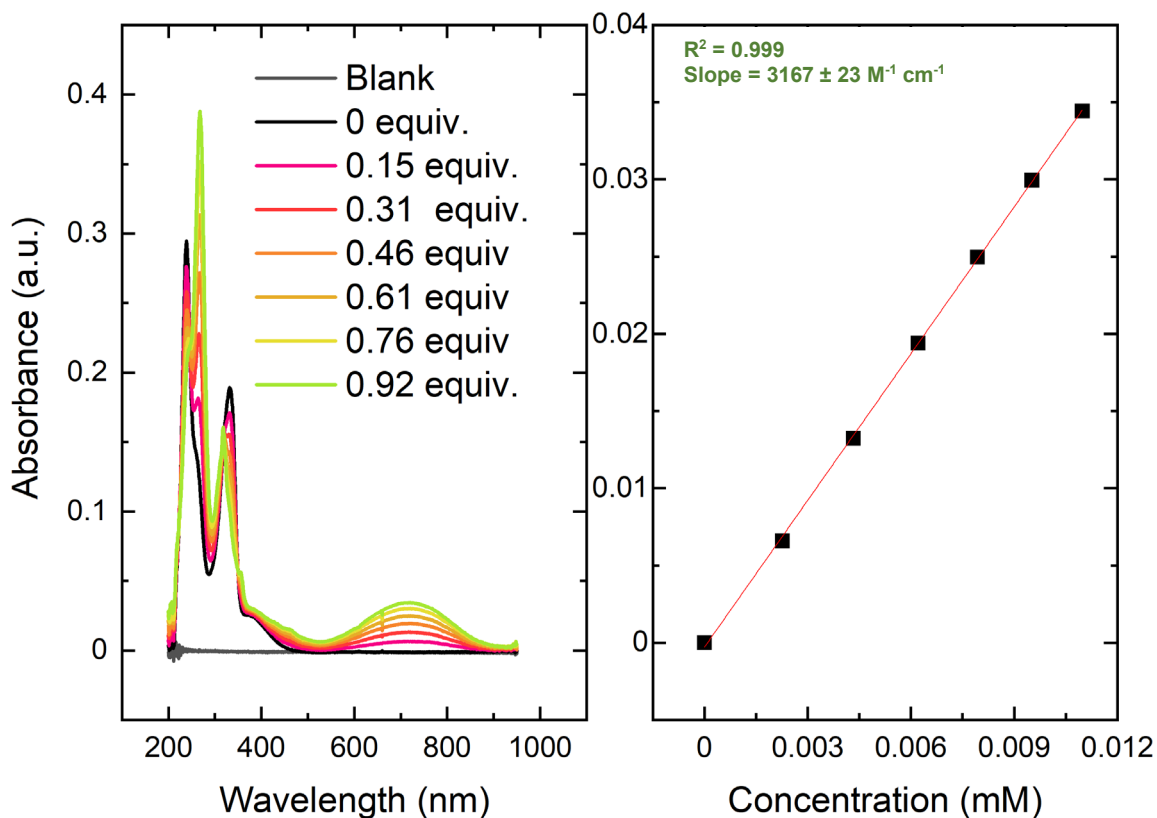 Absorbance (a.u.)
0.4
0.3
0.2
0.1
0
Blank
0 equiv.
0.15 equiv.
0.31  equiv.
0.46 equiv
0.61 equiv
0.76 equiv
0.92 equiv.
200 400 600 800 1000
Wavelength (nm)
0.04
0.03
0.02
0.01
0
R² = 0.999
Slope = 3167 ± 23 M⁻¹ cm⁻¹
0 0.003 0.006 0.009 0.012
Concentration (mM)